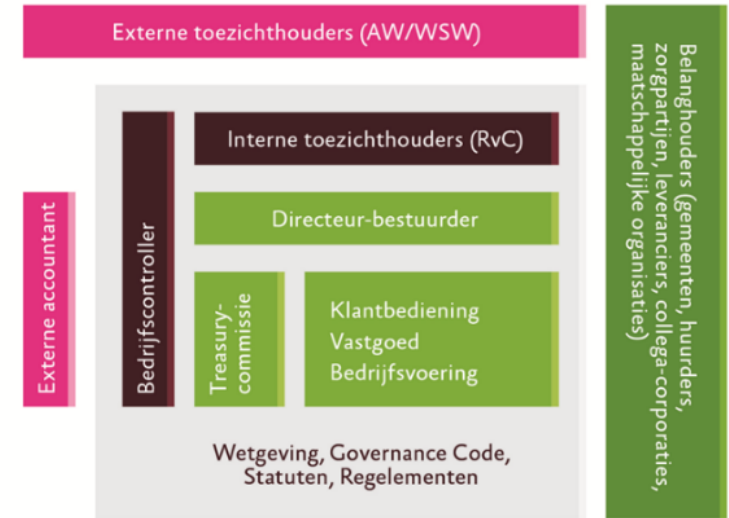 Externe toezichthouders (AW/WSW)
Belanghouders (gemeenten, huurders,
zorgpartijen, leveranciers, collega-corporaties,
maatschappelijke organisaties)
Interne toezichthouders (RvC)
Directeur-bestuurder
Externe accountant
Bedrijfscontroller
Treasury-
commissie
Klantbediening
Vastgoed
Bedrijfsvoering
Wetgeving, Governance Code,
Statuten, Regelementen